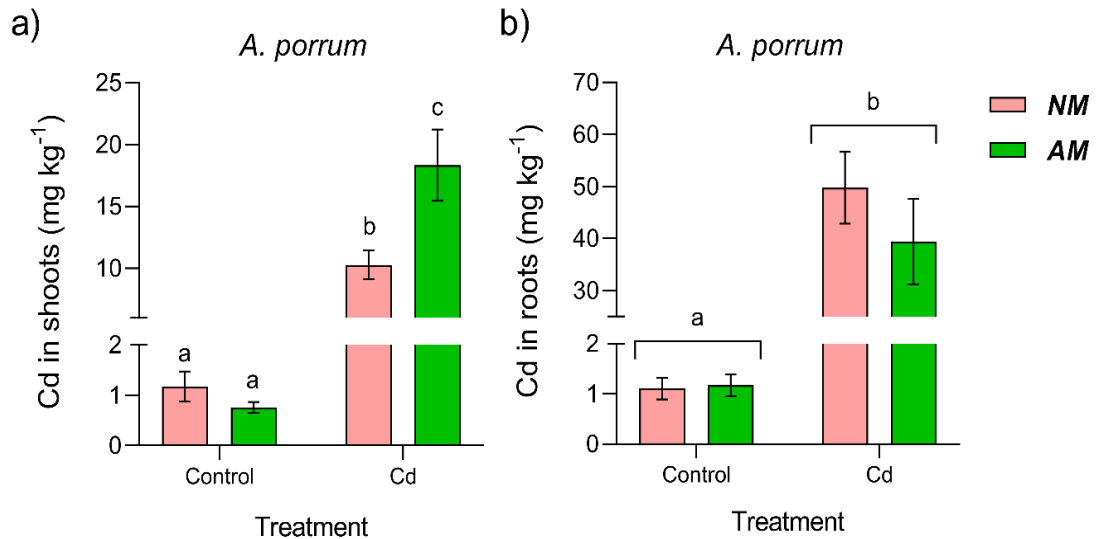 a)
A. porrum
Cd in shoots (mg kg⁻¹)
25
20
15
10
2
1
0
a
a
b
c
Control
Cd
Treatment
b)
A. porrum
Cd in roots (mg kg⁻¹)
70
60
50
40
30
2
1
0
a
b
Control
Cd
Treatment
NM
AM